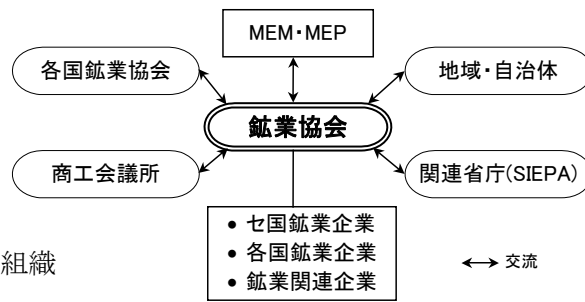 MEM・MEP
各国鉱業協会
地域・自治体
鉱業協会
商工会議所
関連省庁(SIEPA)
• セ国鉱業企業
• 各国鉱業企業
• 鉱業関連企業
組織
交流